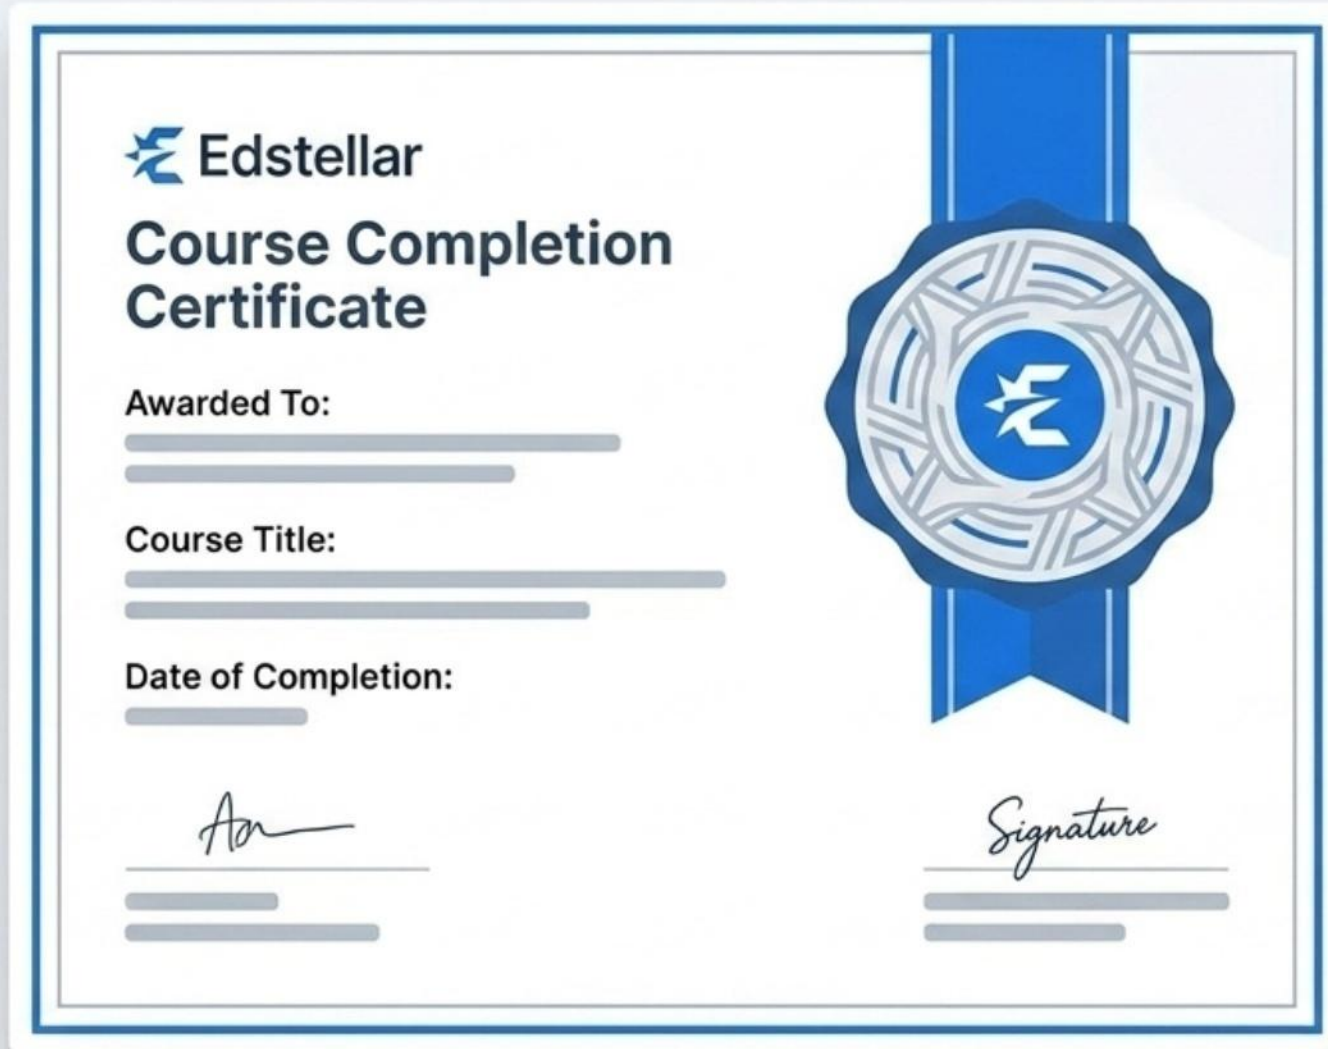 Edstellar
Course Completion
Certificate
Awarded To:
Course Title:
Date of Completion:
Signature